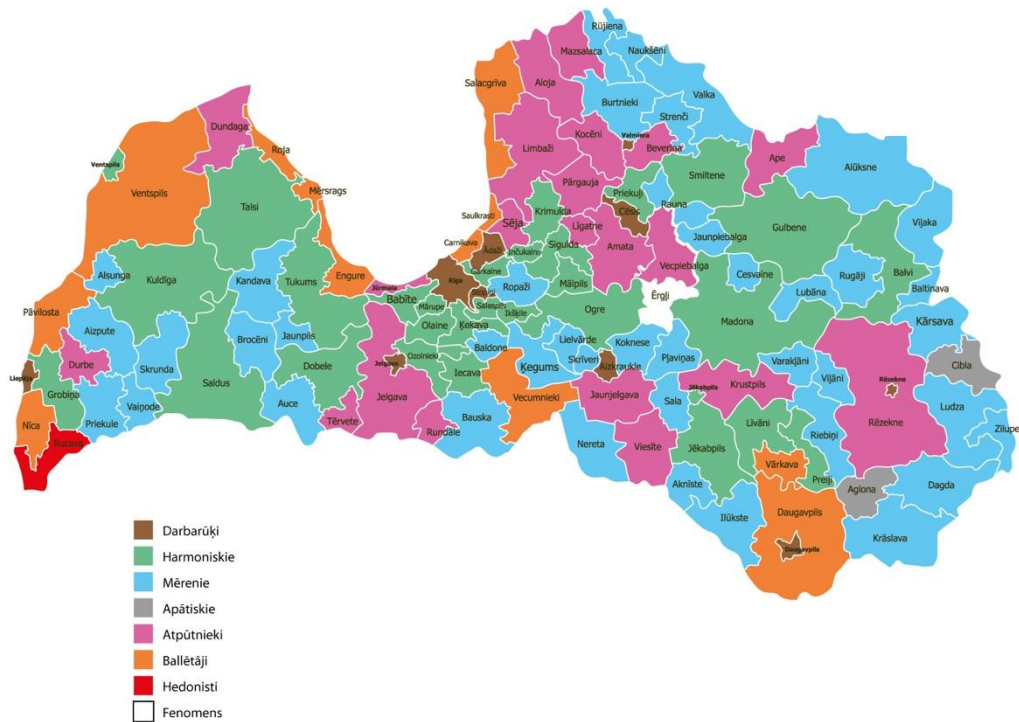 Rūjiena
Mazsalaca
Naukšēni
Salacgrīva
Aloja
Valka
Burtnieki
Strenči
Dundaga
Kocēni
Valmiera
Limbaži
Beverīna
Ape
Alūksne
Roja
Ventspils
Ventspils
Mērsrags
Pārgauja
Priekuļi
Smiltene
Rauna
Talsi
Saulkrasti
Sēja
Krimulda
Līgatne
Cēsis
Gulbene
Viļaka
Carnikava
Ādaži
Inčukalns
Sigulda
Amata
Jaunpiebalga
Vecpiebalga
Alsunga
Kuldīga
Kandava
Tukums
Engure
Jūrmala
Rīga
Garkalne
Ropaži
Mālpils
Cesvaine
Rugāji
Balvi
Baltinava
Lubāna
Ērgļi
Babīte
Mārupe
Salaspils
Ikšķile
Ogre
Pāvilosta
Aizpute
Brocēni
Jaunpils
Olaine
Ķekava
Madona
Kārsava
Durbe
Skrunda
Dobele
Jelgava
Ozolnieki
Baldone
Lielvārde
Koknese
Pļaviņas
Varakļāni
Cibla
Liepāja
Grobiņa
Saldus
Iecava
Ķegums
Skrīveri
Aizkraukle
Viļāni
Rēzekne
Jelgava
Vecumnieki
Jaunjelgava
Jēkabpils
Krustpils
Sala
Ludza
Nīca
Priekule
Vaiņode
Auce
Tērvete
Rundāle
Bauska
Līvāni
Riebiņi
Rēzekne
Zilupe
Rucava
Nereta
Viesīte
Jēkabpils
Vārkava
Preiļi
Aglona
Dagda
Aknīste
Ilūkste
Daugavpils
Krāslava
Daugavpils
Darbarūķi
Harmoniskie
Mērenie
Apātiskie
Atpūtnieki
Ballētāji
Hedonisti
Fenomens